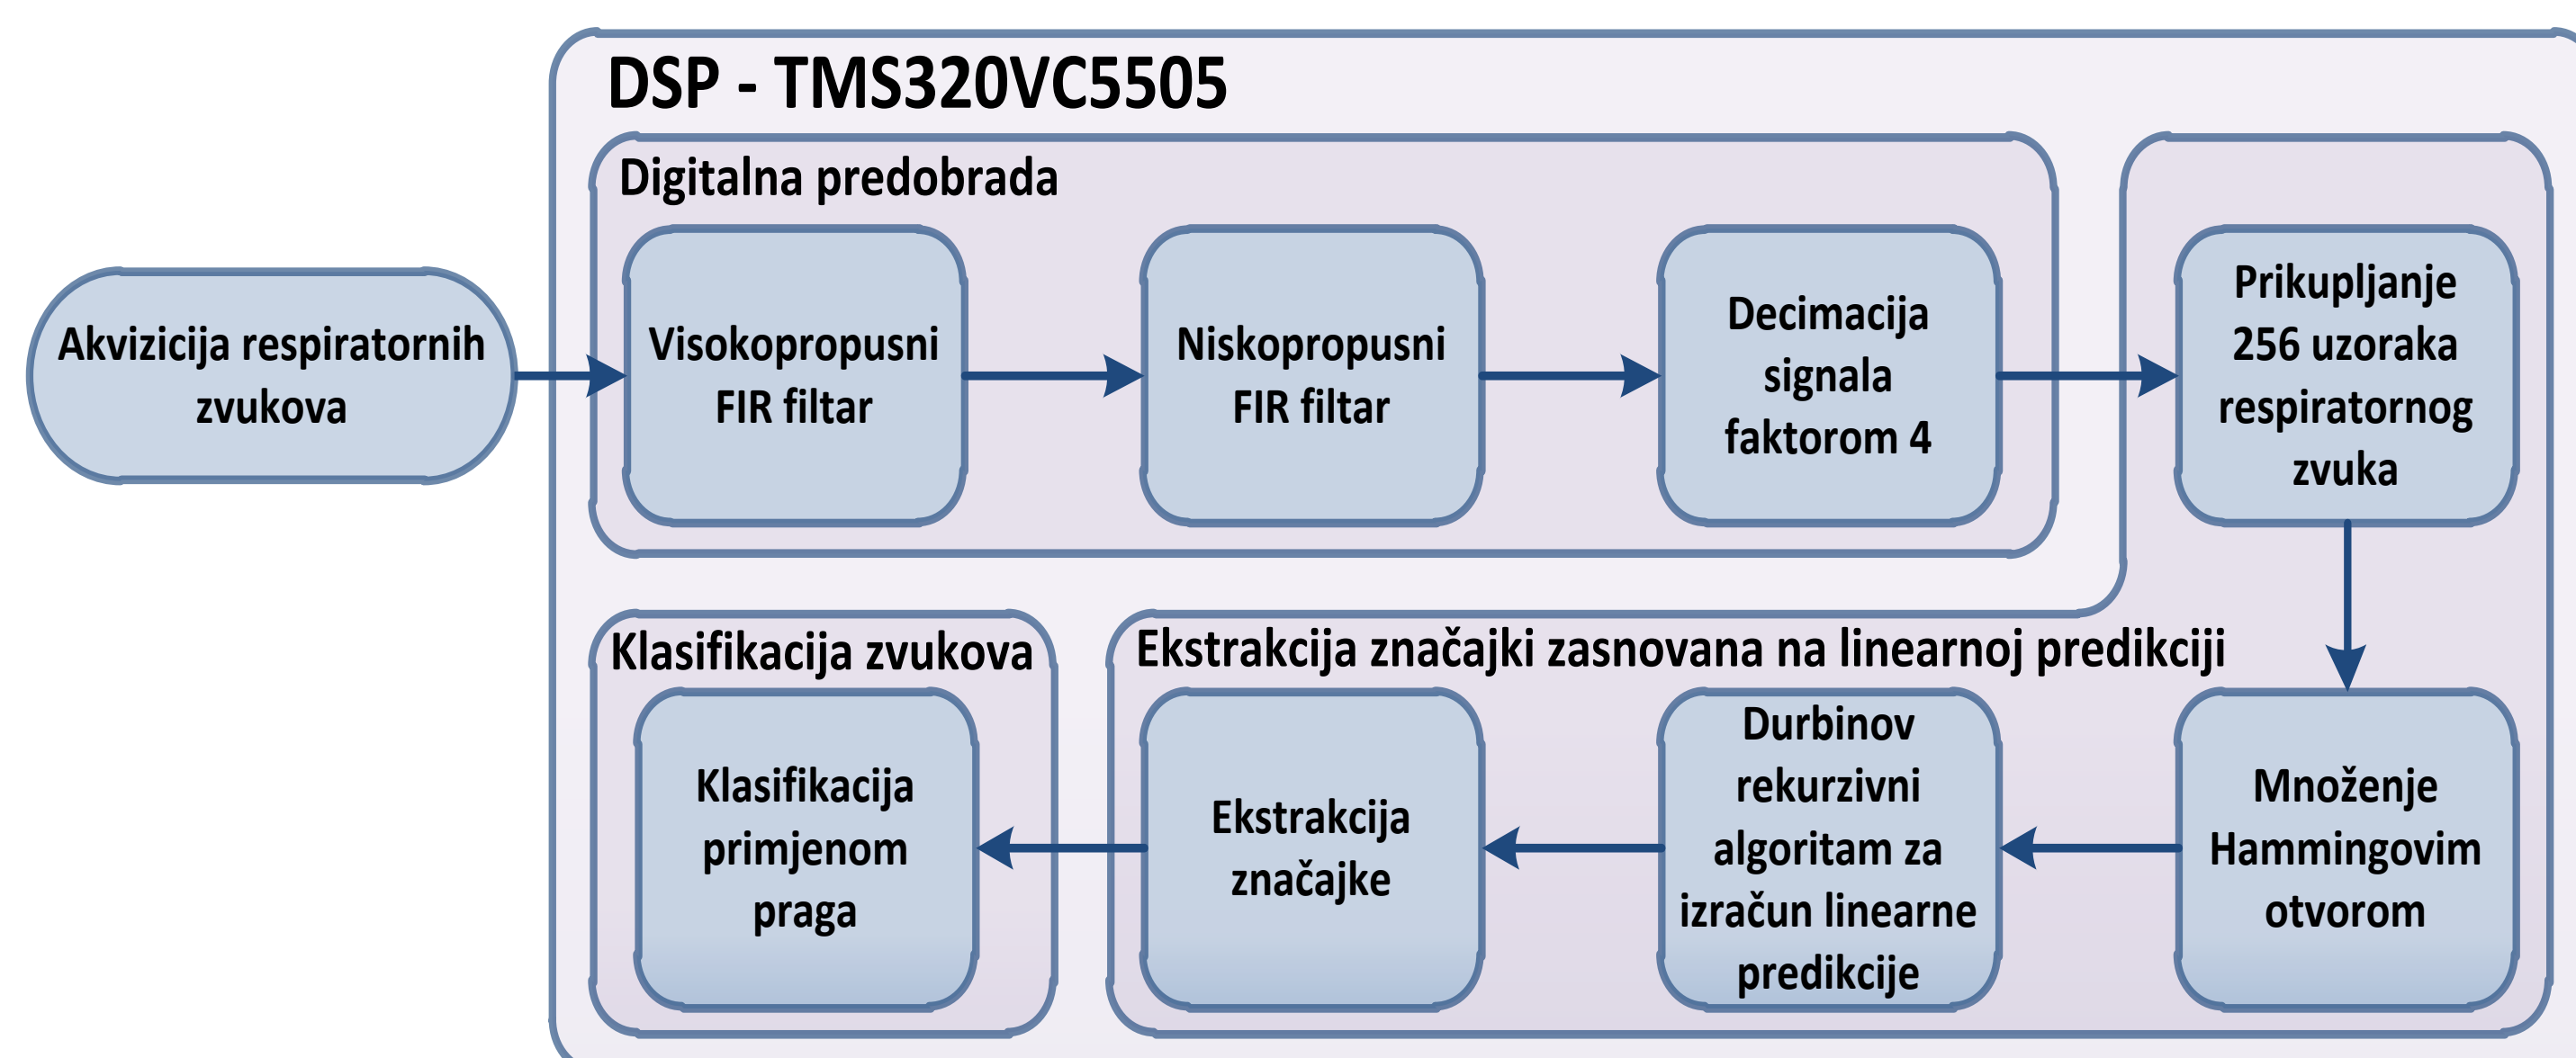 DSP - TMS320VC5505
Digitalna predobrada
Akvizicija respiratornih
zvukova
Visokopropusni
FIR filtar
Niskopropusni
FIR filtar
Decimacija
signala
faktorom 4
Prikupljanje
256 uzoraka
respiratornog
zvuka
Ekstrakcija značajki zasnovana na linearnoj predikciji
Množenje
Hammingovim
otvorom
Durbinov
rekurzivni
algoritam za
izračun linearne
predikcije
Ekstrakcija
značajke
Klasifikacija zvukova
Klasifikacija
primjenom
praga